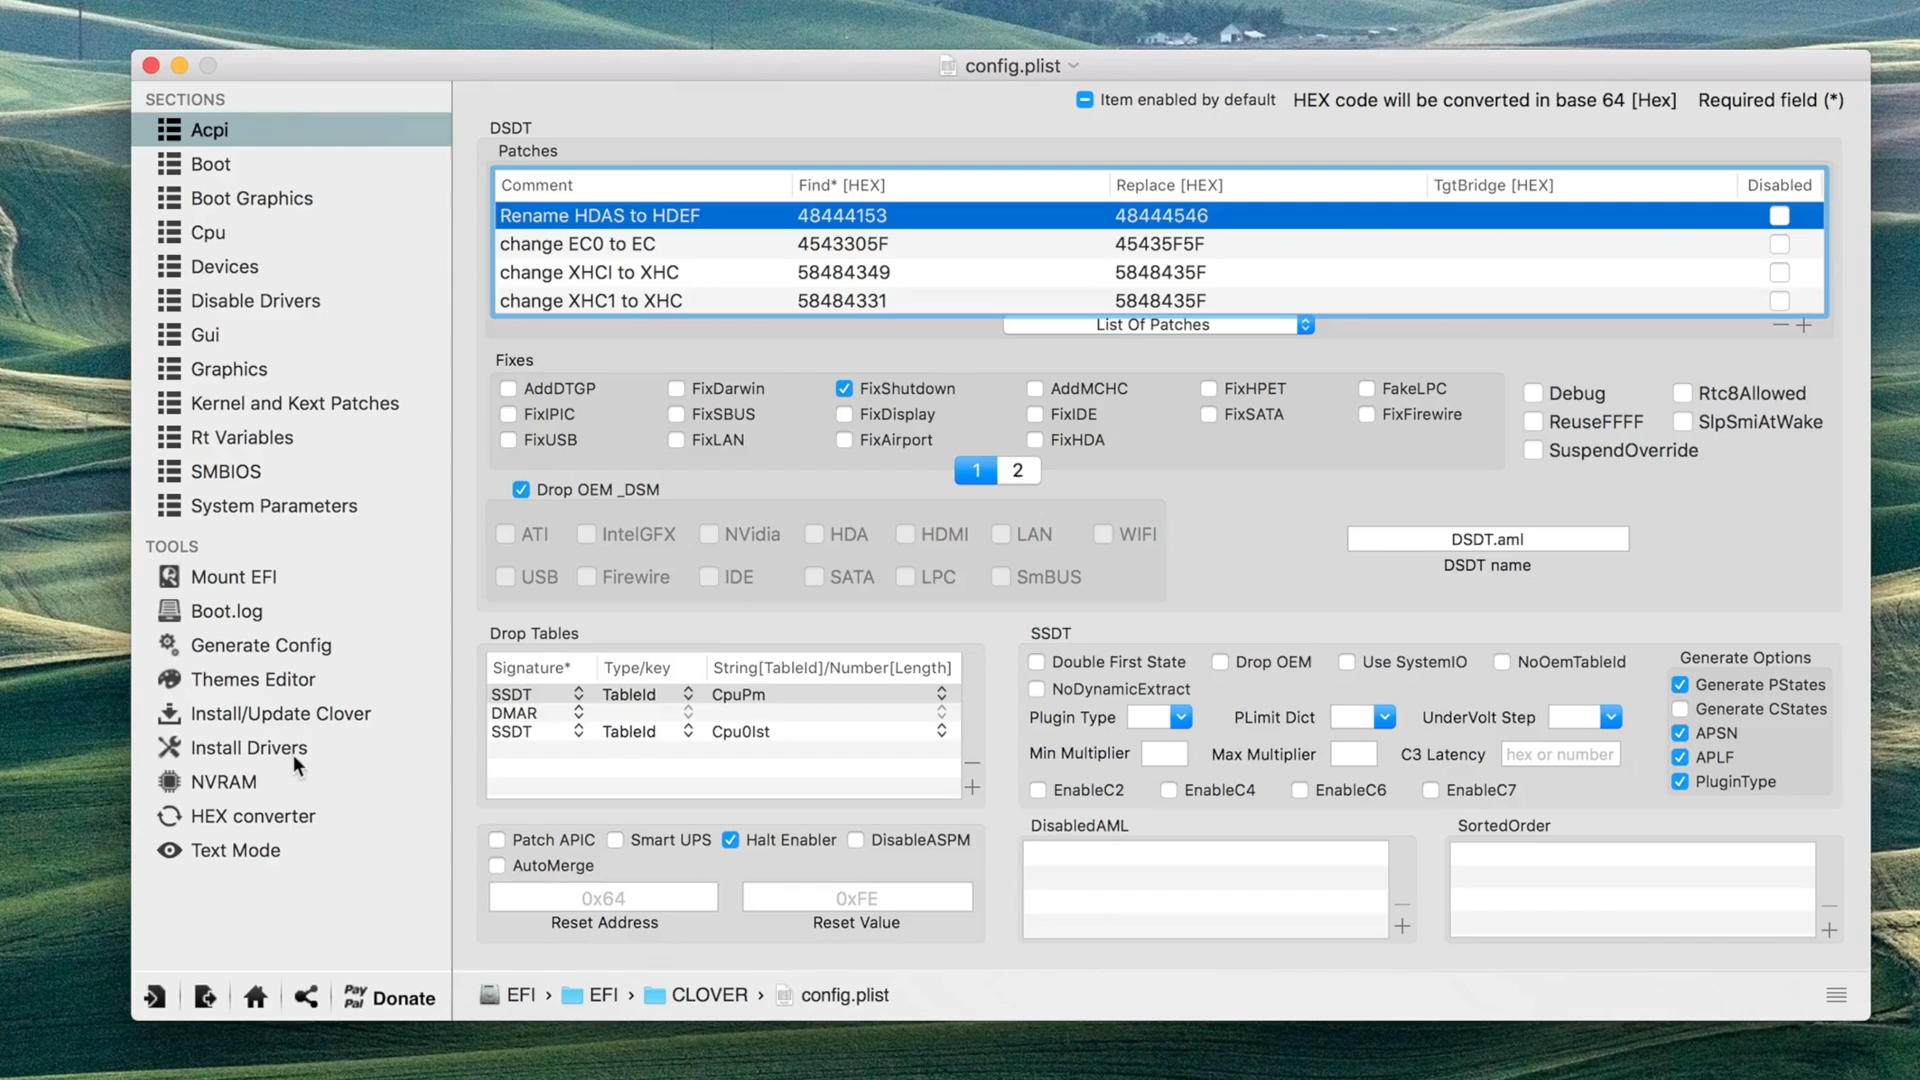 config.plist
SECTIONS
Acpi
Boot
Boot Graphics
Cpu
Devices
Disable Drivers
Gui
Graphics
Kernel and Kext Patches
Rt Variables
SMBIOS
System Parameters
TOOLS
Mount EFI
Boot.log
Generate Config
Themes Editor
Install/Update Clover
Install Drivers
NVRAM
HEX converter
Text Mode
PayPal Donate
Item enabled by default HEX code will be converted in base 64 [Hex] Required field (*)
DSDT
Patches
Comment Find* [HEX] Replace [HEX] TgtBridge [HEX] Disabled
Rename HDAS to HDEF 48444153 48444546
change EC0 to EC 4543305F 45435F5F
change XHCI to XHC 58484349 5848435F
change XHC1 to XHC 58484331 5848435F
List Of Patches
Fixes
AddDTGP FixDarwin FixShutdown AddMCHC FixHPET FakeLPC
FixIPIC FixSBUS FixDisplay FixIDE FixSATA FixFirewire
FixUSB FixLAN FixAirport FixHDA
Debug Rtc8Allowed
ReuseFFFF SlpSmiAtWake
SuspendOverride
1 2
Drop OEM _DSM
ATI IntelGFX NVidia HDA HDMI LAN WIFI
USB Firewire IDE SATA LPC SmBUS
DSDT.aml
DSDT name
Drop Tables
Signature* Type/key String[TableId]/Number[Length]
SSDT TableId CpuPm
DMAR
SSDT TableId Cpu0Ist
SSDT
Double First State Drop OEM Use SystemIO NoOemTableId
NoDynamicExtract
Plugin Type PLimit Dict UnderVolt Step
Min Multiplier Max Multiplier C3 Latency hex or number
EnableC2 EnableC4 EnableC6 EnableC7
Generate Options
Generate PStates
Generate CStates
APSN
APLF
PluginType
Patch APIC Smart UPS Halt Enabler DisableASPM
AutoMerge
0x64 0xFE
Reset Address Reset Value
DisabledAML SortedOrder
EFI › EFI › CLOVER › config.plist